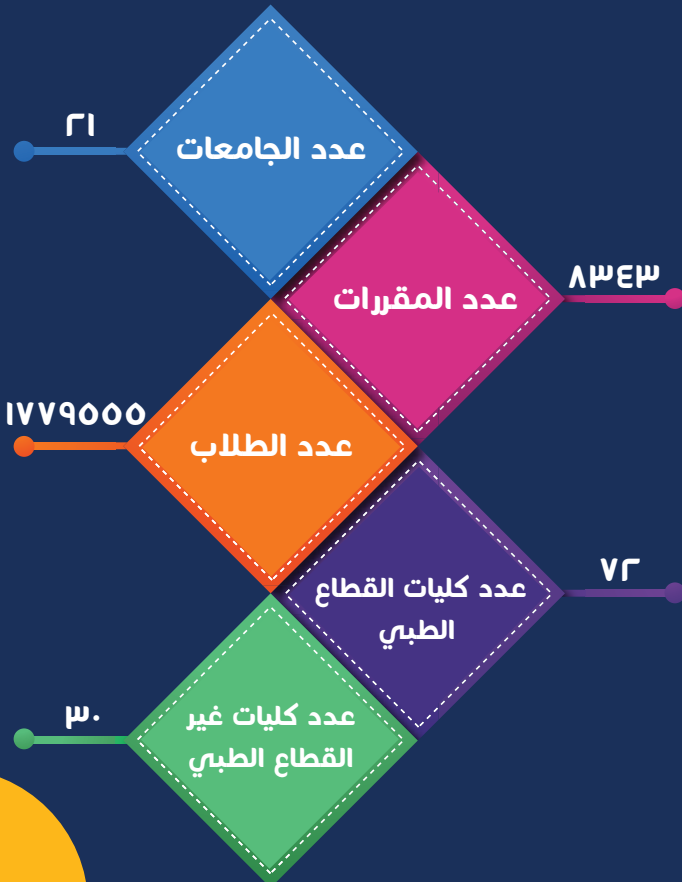 ٢١
عدد الجامعات
عدد المقررات
٨٣٤٣
١٧٧٩٥٥٥
عدد الطلاب
عدد كليات القطاع
الطبي
٧٢
٣٠
عدد كليات غير
القطاع الطبي